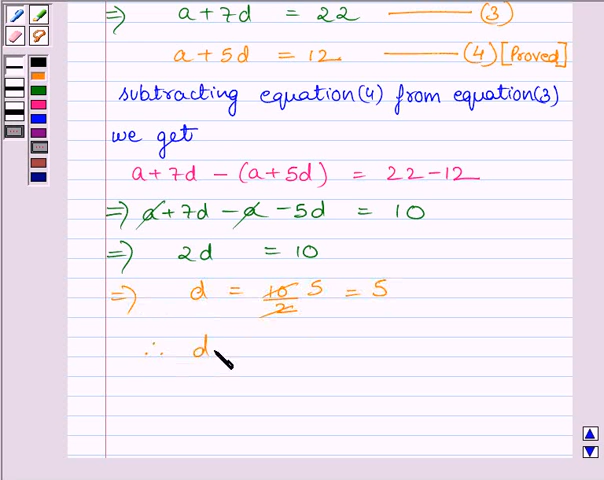 ⇒) a + 7d = 22 ——— (3)
a + 5d = 12 ——— (4) [Proved]
subtracting equation(4) from equation(3)
we get
a + 7d - (a + 5d) = 22 - 12
⇒) a + 7d - a - 5d = 10
⇒) 2d = 10
⇒) d = 10/2 5 = 5
∴ d